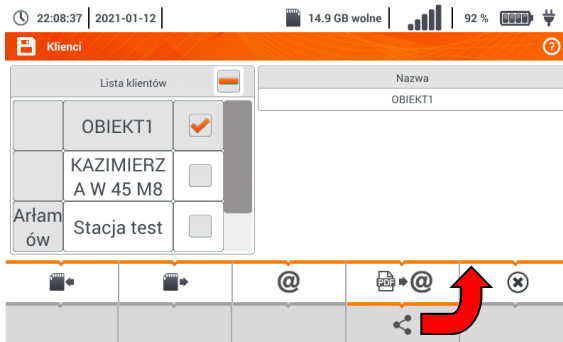 22:08:37 2021-01-12 14.9 GB wolne 92 %
Klienci ?
Lista klientów
Nazwa
OBIEKT1
OBIEKT1
KAZIMIERZ
A W 45 M8
Arłam
ów
Stacja test
@ PDF @